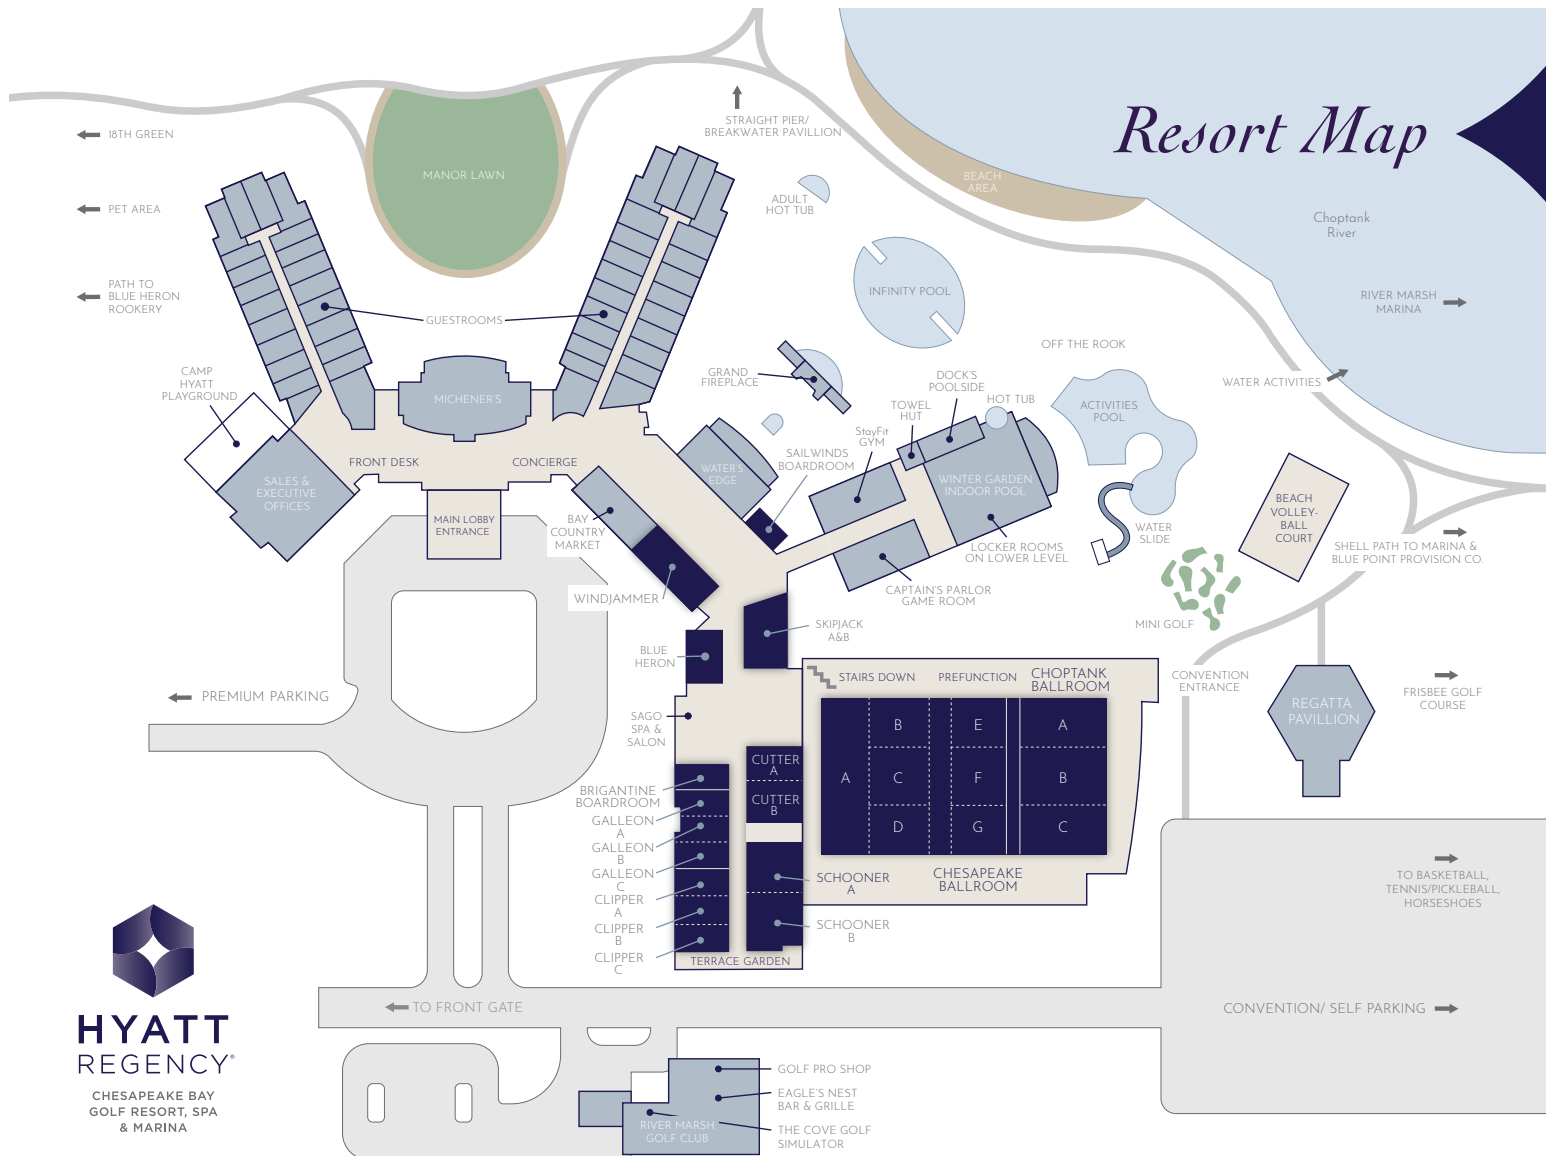 Resort Map
18TH GREEN
PET AREA
PATH TO
BLUE HERON
ROOKERY
MANOR LAWN
STRAIGHT PIER/
BREAKWATER PAVILLION
BEACH
AREA
ADULT
HOT TUB
Choptank
River
RIVER MARSH
MARINA
INFINITY POOL
GUESTROOMS
OFF THE ROOK
WATER ACTIVITIES
CAMP
HYATT
PLAYGROUND
MICHENER'S
GRAND
FIREPLACE
DOCK'S
POOLSIDE
TOWEL
HUT
HOT TUB
ACTIVITIES
POOL
StayFit
GYM
SAILWINDS
BOARDROOM
WATER'S
EDGE
FRONT DESK
CONCIERGE
SALES &
EXECUTIVE
OFFICES
WINTER GARDEN
INDOOR POOL
MAIN LOBBY
ENTRANCE
BAY
COUNTRY
MARKET
LOCKER ROOMS
ON LOWER LEVEL
WATER
SLIDE
BEACH
VOLLEY-
BALL
COURT
SHELL PATH TO MARINA &
BLUE POINT PROVISION CO.
WINDJAMMER
CAPTAIN'S PARLOR
GAME ROOM
MINI GOLF
SKIPJACK
A&B
BLUE
HERON
STAIRS DOWN
PREFUNCTION
CHOPTANK
BALLROOM
CONVENTION
ENTRANCE
REGATTA
PAVILLION
FRISBEE GOLF
COURSE
PREMIUM PARKING
SAGO
SPA &
SALON
A
B
C
D
E
F
G
A
B
C
CUTTER
A
CUTTER
B
BRIGANTINE
BOARDROOM
GALLEON
A
GALLEON
B
GALLEON
C
CLIPPER
A
CLIPPER
B
CLIPPER
C
SCHOONER
A
SCHOONER
B
CHESAPEAKE
BALLROOM
TERRACE GARDEN
TO BASKETBALL,
TENNIS/PICKLEBALL,
HORSESHOES
TO FRONT GATE
CONVENTION/ SELF PARKING
HYATT
REGENCY®
CHESAPEAKE BAY
GOLF RESORT, SPA
& MARINA
GOLF PRO SHOP
EAGLE'S NEST
BAR & GRILLE
THE COVE GOLF
SIMULATOR
RIVER MARSH
GOLF CLUB